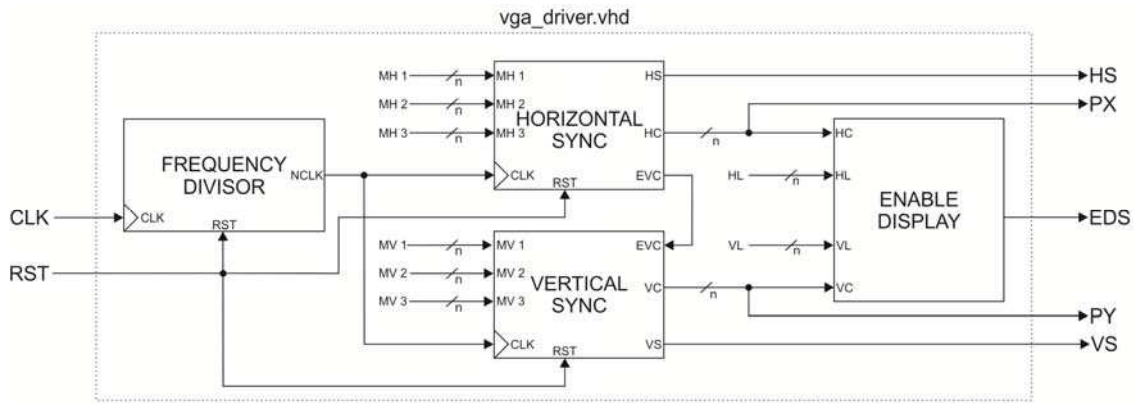 vga_driver.vhd
MH 1 n MH 1 HS HS
MH 2 n MH 2 PX
MH 3 n MH 3
HORIZONTAL
SYNC
HC n HC
CLK RST EVC
FREQUENCY
DIVISOR
NCLK
CLK CLK
RST
RST
HL n HL
ENABLE
DISPLAY
EDS
MV 1 n MV 1 EVC
VL n VL
MV 2 n MV 2
MV 3 n MV 3
VERTICAL
SYNC
VC n VC
PY
CLK RST VS VS